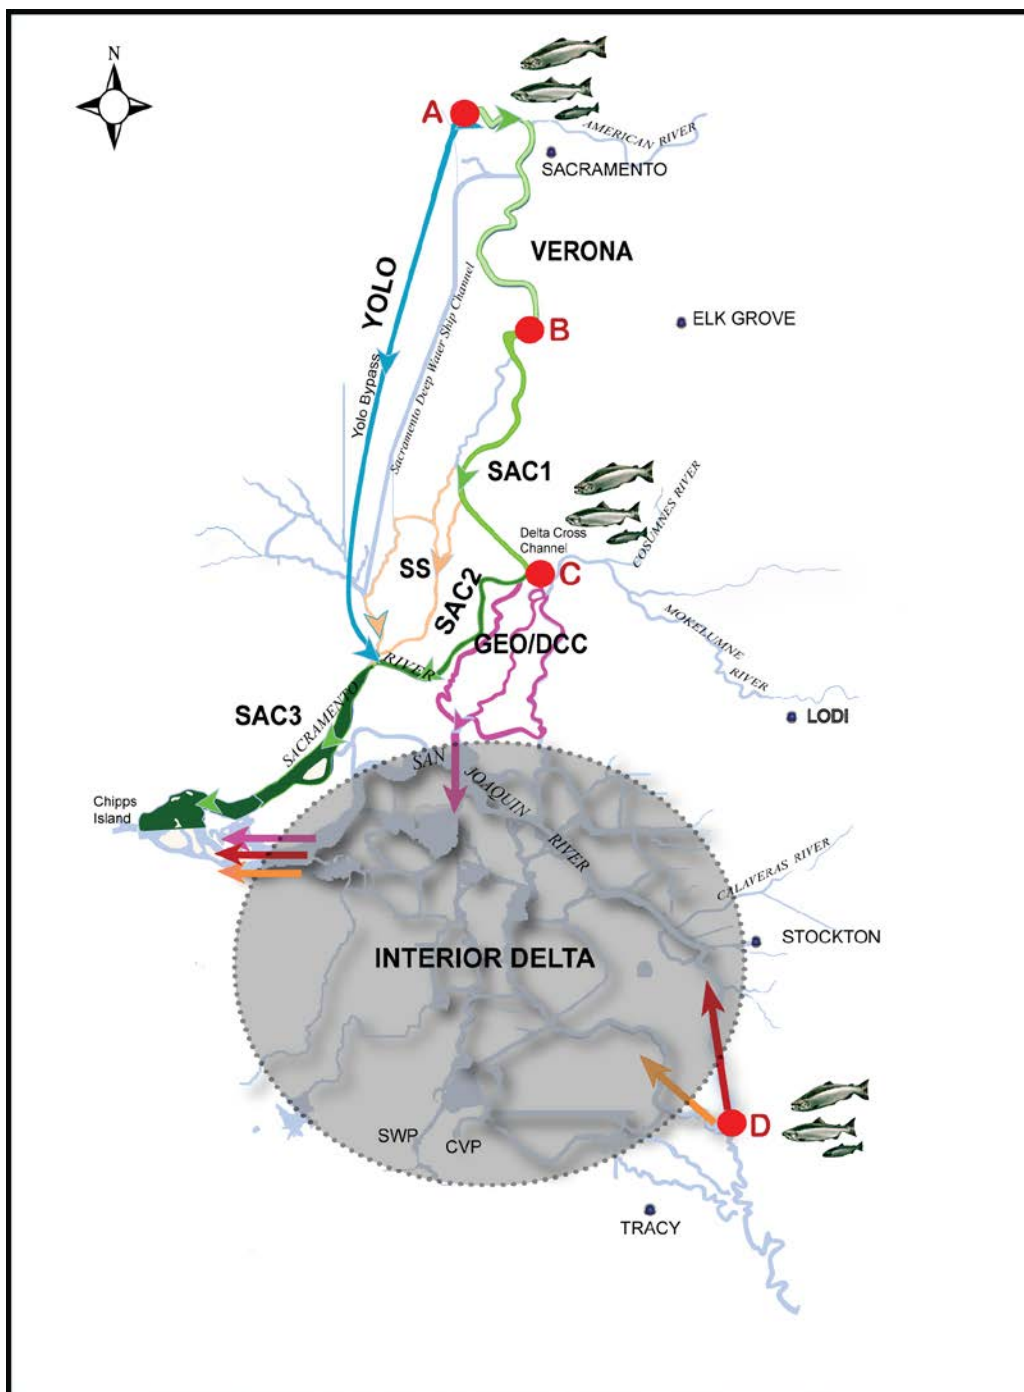 N
A
AMERICAN RIVER
SACRAMENTO
VERONA
YOLO
Sacramento Deep Water Ship Channel
B
ELK GROVE
Yolo Bypass
SAC1
COSUMNES RIVER
Delta Cross
Channel
SS
C
SAC2
MOKELUMNE
RIVER
GEO/DCC
RIVER
SACRAMENTO
SAC3
LODI
SAN
JOAQUIN
RIVER
Chipps
Island
CALAVERAS RIVER
STOCKTON
INTERIOR DELTA
D
SWP
CVP
TRACY